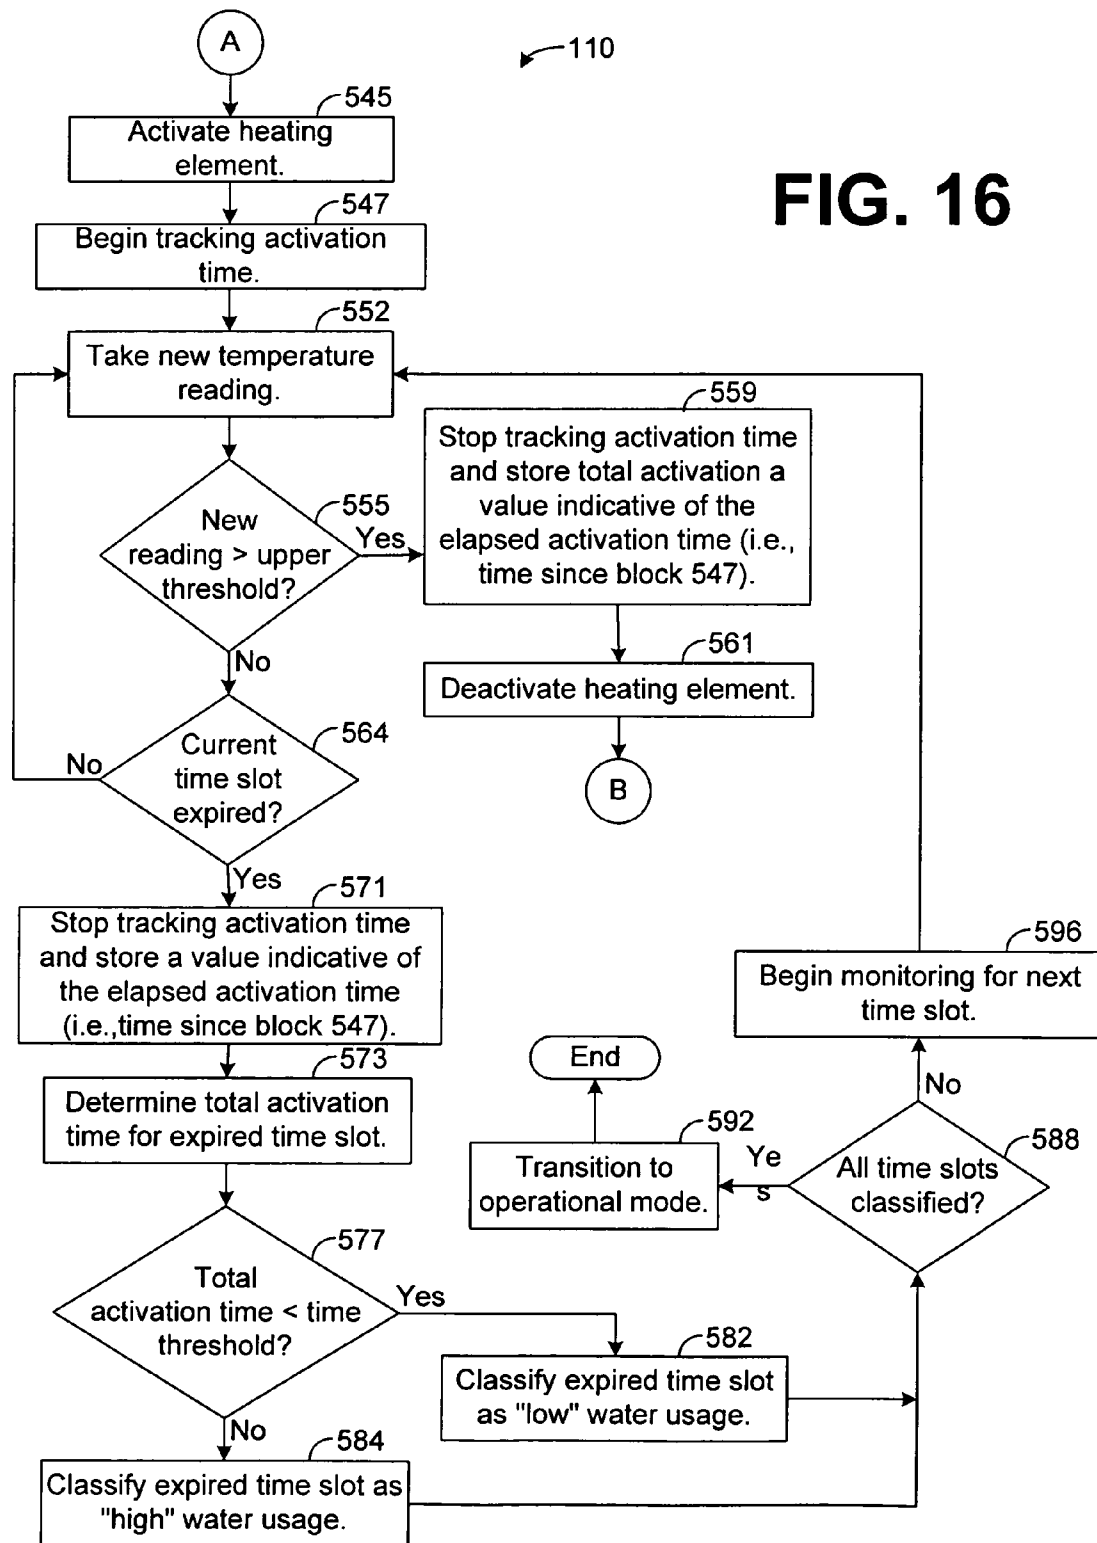 A
110
545
Activate heating
element.
FIG. 16
547
Begin tracking activation
time.
552
Take new temperature
reading.
559
Stop tracking activation time
and store total activation a
value indicative of the
elapsed activation time (i.e.,
time since block 547).
555
New
reading > upper
threshold?
Yes
No
561
Deactivate heating element.
B
564
Current
time slot
expired?
No
Yes
571
Stop tracking activation time
and store a value indicative of
the elapsed activation time
(i.e.,time since block 547).
573
Determine total activation
time for expired time slot.
577
Total
activation time < time
threshold?
Yes
No
582
Classify expired time slot
as "low" water usage.
584
Classify expired time slot as
"high" water usage.
588
All time slots
classified?
Ye
s
No
592
Transition to
operational mode.
End
596
Begin monitoring for next
time slot.